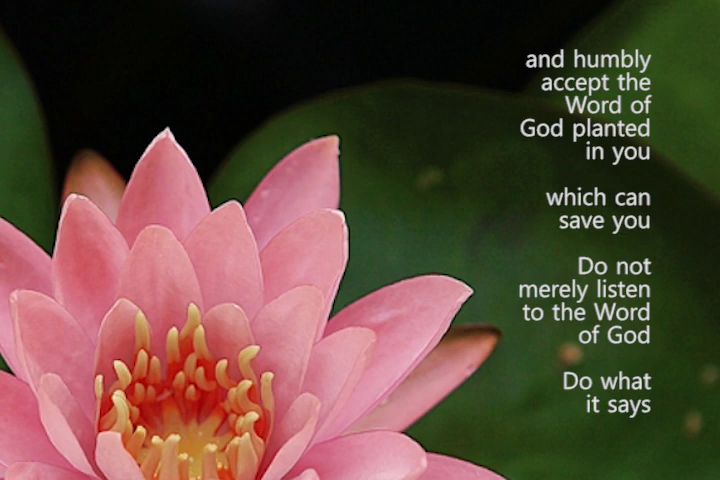 and humbly
accept the
Word of
God planted
in you
which can
save you
Do not
merely listen
to the Word
of God
Do what
it says